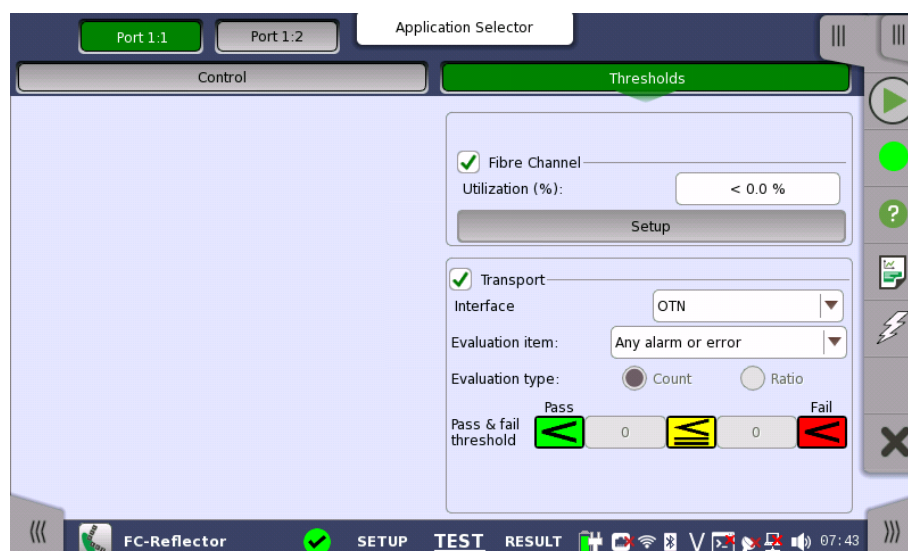 Port 1:1
Port 1:2
Application Selector
Control
Thresholds
Fibre Channel
Utilization (%):
< 0.0 %
Setup
Transport
Interface
OTN
Evaluation item:
Any alarm or error
Evaluation type:
Count
Ratio
Pass
Fail
Pass & fail
threshold
< 0 ≦ 0 <
FC-Reflector
SETUP
TEST
RESULT
07:43